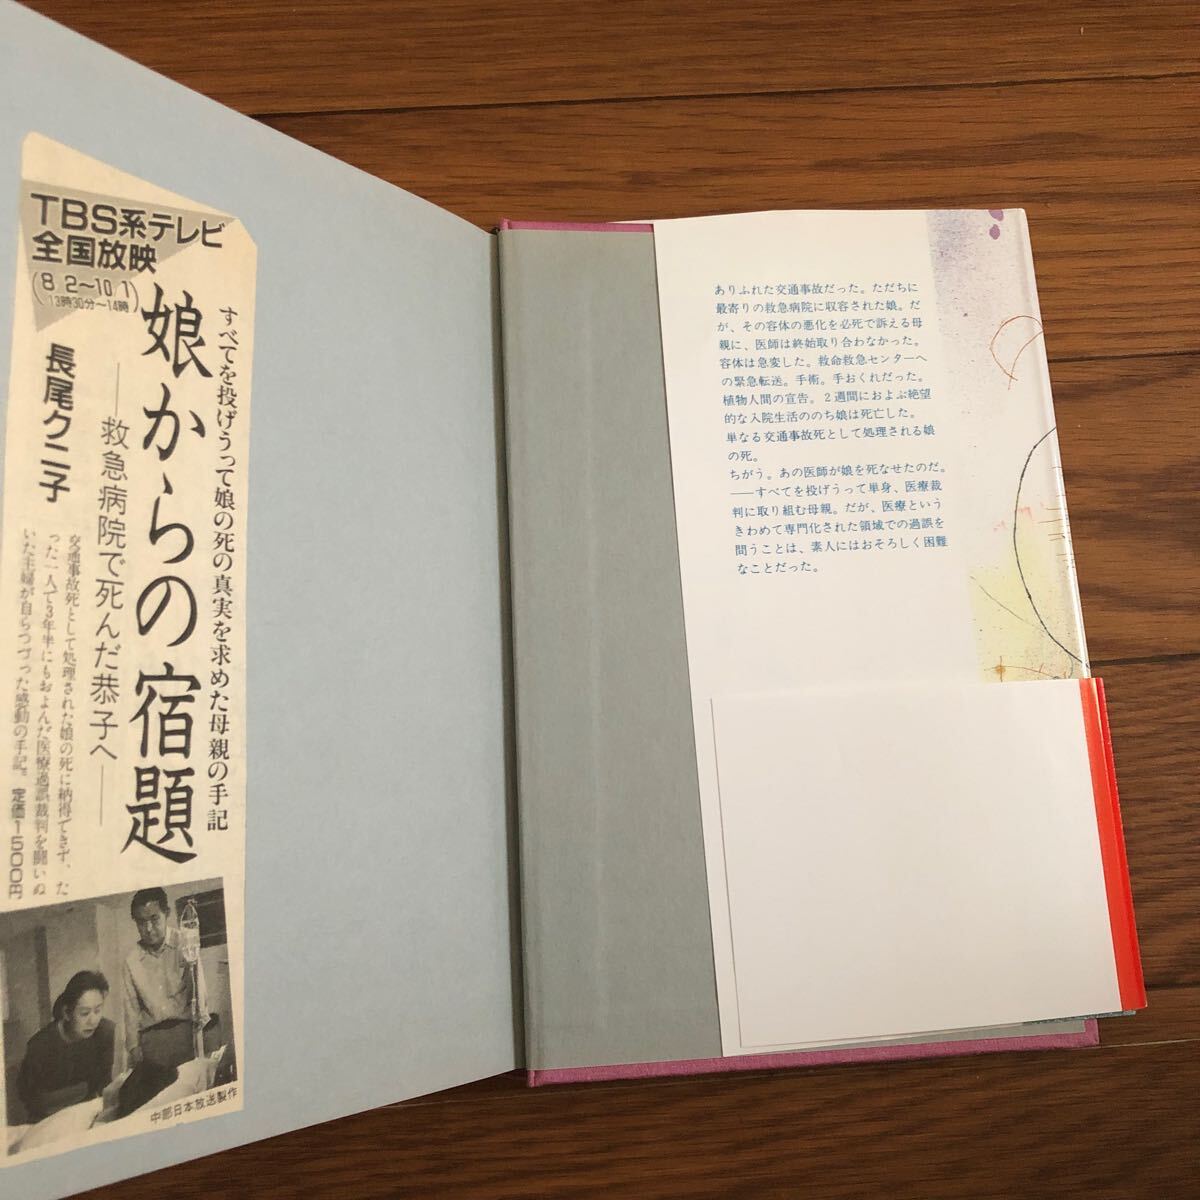 TBS系テレビ
全国放映
(8/2〜10/1)
13時30分〜14時
すべてを投げうって娘の死の真実を求めた母親の手記
娘からの宿題
――救急病院で死んだ恭子へ――
長尾クニ子
交通事故死として処理された娘の死に納得できず、た
った一人で3年半にもおよんだ医療過誤裁判を闘いぬ
いた主婦が自らつづった感動の手記。定価1500円
中部日本放送製作
ありふれた交通事故だった。ただちに
最寄りの救急病院に収容された娘。だ
が、その容体の悪化を必死で訴える母
親に、医師は終始取り合わなかった。
容体は急変した。救命救急センターへ
の緊急転送。手術。手おくれだった。
植物人間の宣告。2週間におよぶ絶望
的な入院生活ののち娘は死亡した。
単なる交通事故死として処理される娘
の死。
ちがう。あの医師が娘を死なせたのだ。
――すべてを投げうって単身、医療裁
判に取り組む母親。だが、医療という
きわめて専門化された領域での過誤を
問うことは、素人にはおそろしく困難
なことだった。